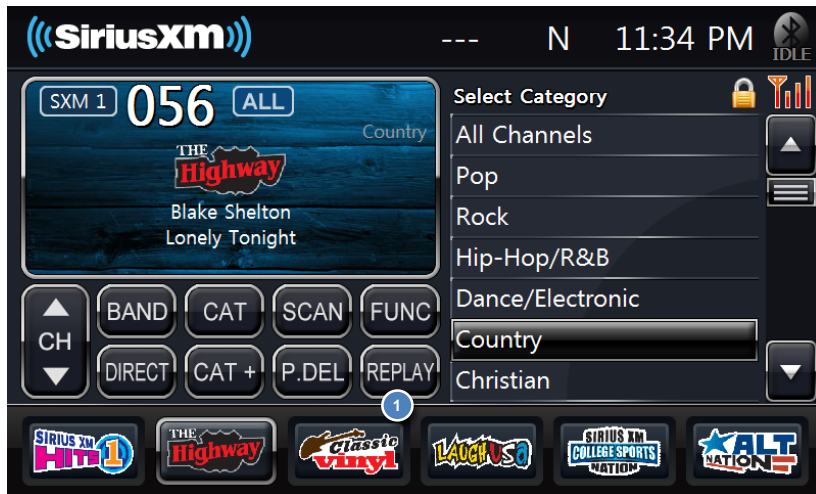 ((SiriusXM))
--- N 11:34 PM IDLE
SXM 1 056 ALL
Country
THE
Highway
Blake Shelton
Lonely Tonight
Select Category
All Channels
Pop
Rock
Hip-Hop/R&B
Dance/Electronic
Country
Christian
CH
BAND CAT SCAN FUNC
DIRECT CAT + P.DEL REPLAY
1
SIRIUS XM
HITS 1
THE
Highway
Classic
Vinyl
LAUGH USA
SIRIUS XM
COLLEGE SPORTS
NATION
ALT
NATION